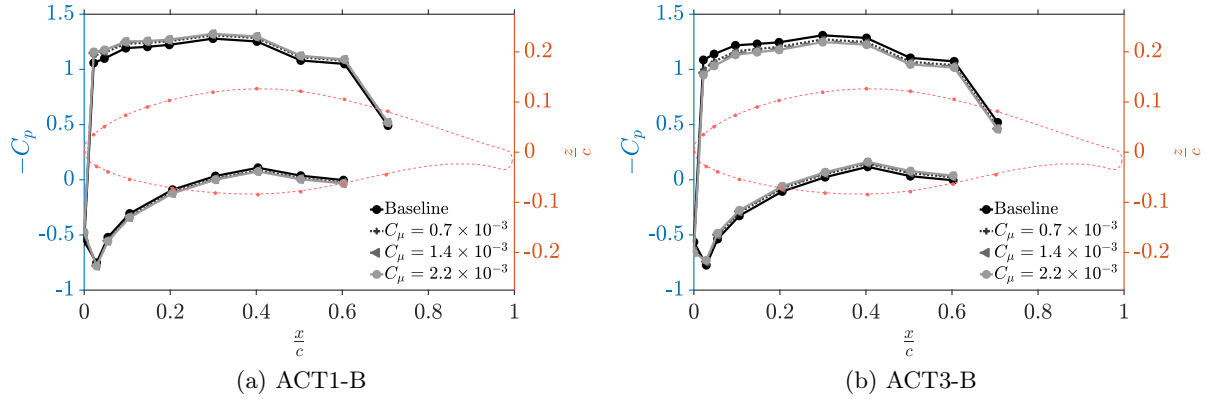 1.5
1
0.5
0
-0.5
-1
−C_p
0
0.2
0.4
0.6
0.8
1
x/c
0.2
0.1
0
-0.1
-0.2
z/c
Baseline
C_μ = 0.7 × 10^{−3}
C_μ = 1.4 × 10^{−3}
C_μ = 2.2 × 10^{−3}
(a) ACT1-B
1.5
1
0.5
0
-0.5
-1
−C_p
0
0.2
0.4
0.6
0.8
1
x/c
0.2
0.1
0
-0.1
-0.2
z/c
Baseline
C_μ = 0.7 × 10^{−3}
C_μ = 1.4 × 10^{−3}
C_μ = 2.2 × 10^{−3}
(b) ACT3-B